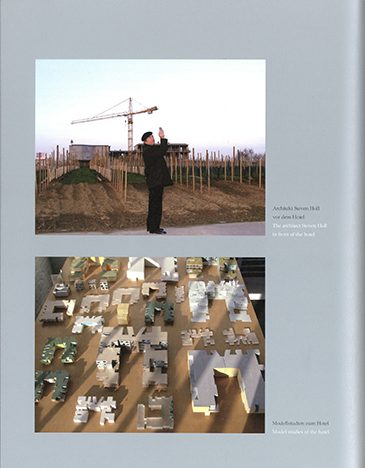 Architekt Steven Holl
vor dem Hotel
The architect Steven Holl
in front of the hotel
Modellstudien zum Hotel
Model studies of the hotel